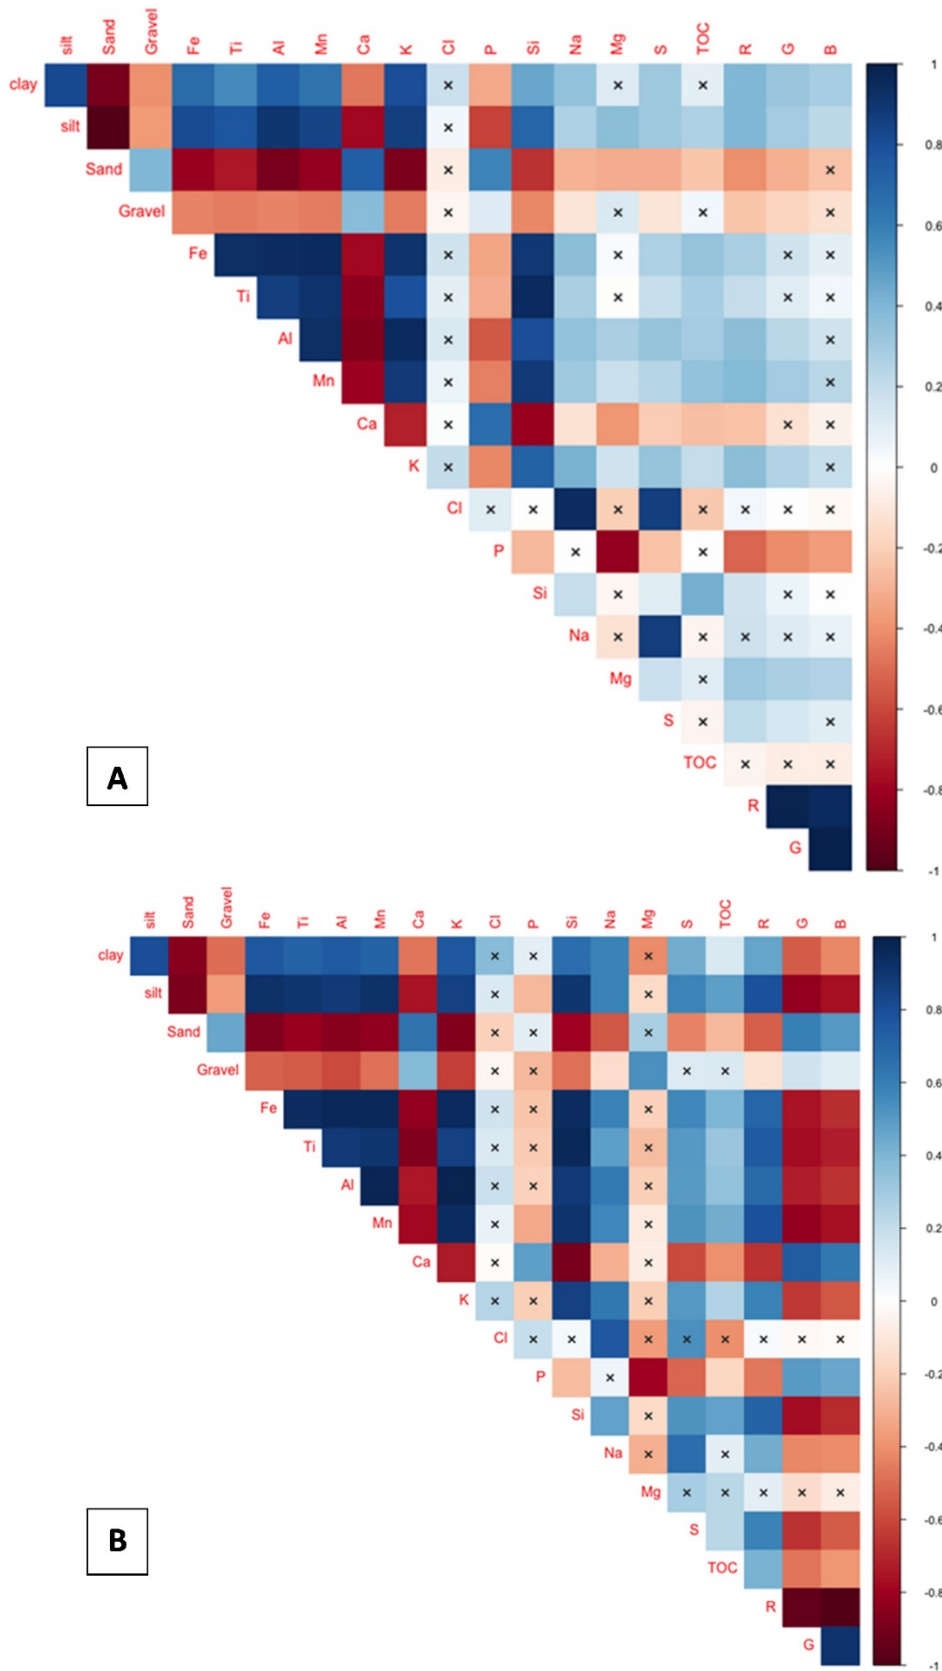 silt Sand Gravel Fe Ti Al Mn Ca K Cl P Si Na Mg S TOC R G B
clay × × × 1
silt ×
0.8
Sand × ×
Gravel × × × × 0.6
Fe × × × ×
Ti × × × × 0.4
Al × ×
Mn × × 0.2
Ca × × ×
K × × 0
Cl × × × × × × ×
P × × -0.2
Si × × ×
Na × × × × × -0.4
Mg ×
S × × -0.6
TOC × × ×
A
R -0.8
G
-1
silt Sand Gravel Fe Ti Al Mn Ca K Cl P Si Na Mg S TOC R G B
clay × × × 1
silt × ×
Sand × × × 0.8
Gravel × × × ×
Fe × × × 0.6
Ti × × ×
Al × × × 0.4
Mn × ×
Ca × × 0.2
K × × × 0
Cl × × × × × × × ×
P × -0.2
Si ×
Na × × -0.4
Mg × × × × ×
S -0.6
B
TOC
R -0.8
G
-1